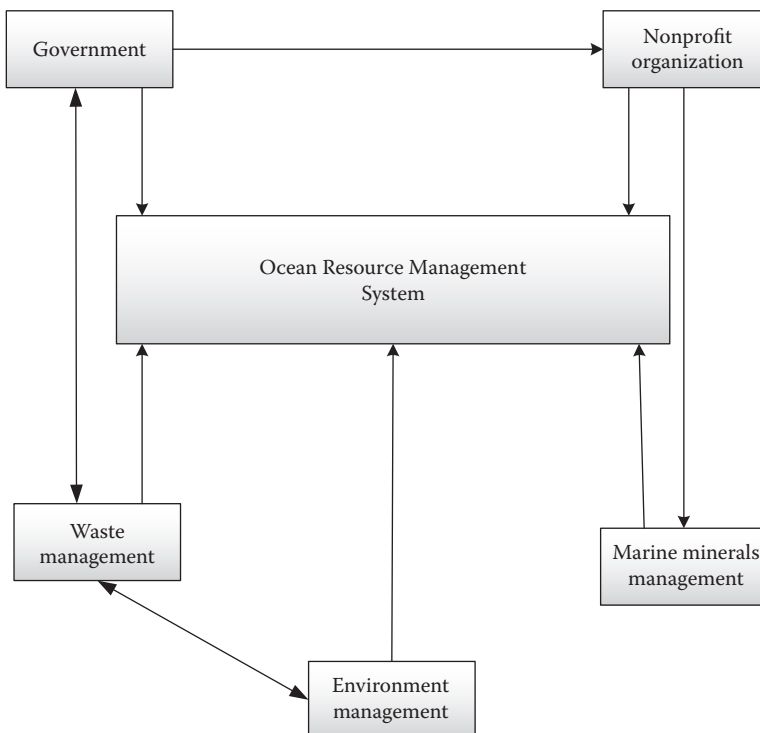 Government
Nonprofit
organization
Ocean Resource Management
System
Waste
management
Marine minerals
management
Environment
management